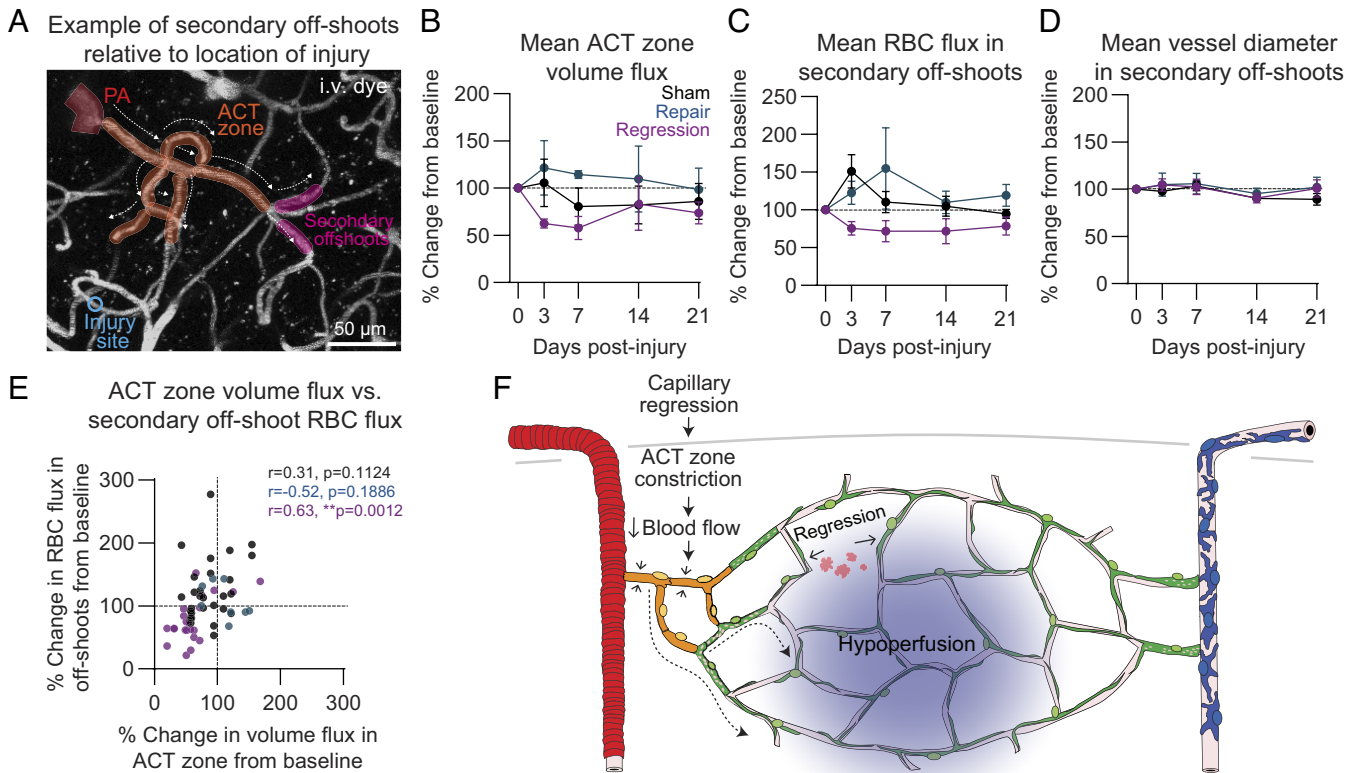 A
Example of secondary off-shoots
relative to location of injury
i.v. dye
PA
ACT
zone
Secondary
offshoots
Injury
site
50 µm
B
Mean ACT zone
volume flux
Sham
Repair
Regression
% Change from baseline
200
150
100
50
0
0 3 7 14 21
Days post-injury
C
Mean RBC flux in
secondary off-shoots
% Change from baseline
250
200
150
100
50
0
0 3 7 14 21
Days post-injury
D
Mean vessel diameter
in secondary off-shoots
% Change from baseline
200
150
100
50
0
0 3 7 14 21
Days post-injury
E
ACT zone volume flux vs.
secondary off-shoot RBC flux
r=0.31, p=0.1124
r=-0.52, p=0.1886
r=0.63, **p=0.0012
% Change in RBC flux in
off-shoots from baseline
300
200
100
0
0 100 200 300
% Change in volume flux in
ACT zone from baseline
F
Capillary
regression
ACT zone
constriction
↓Blood flow
Regression
Hypoperfusion